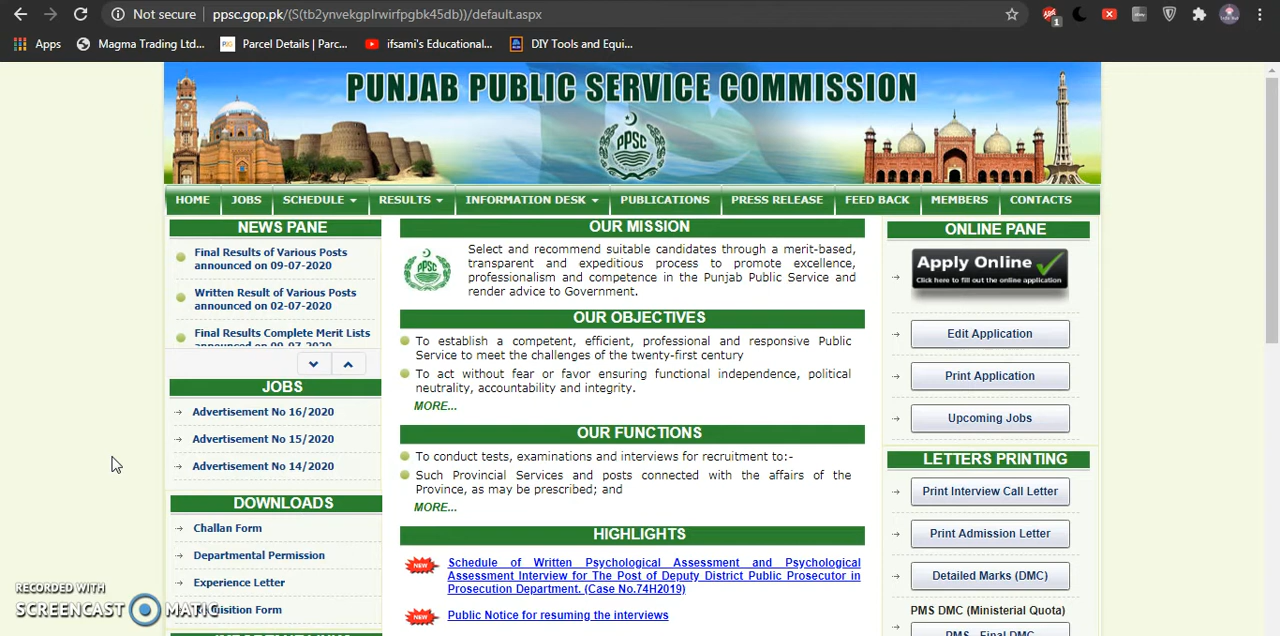 Not secure | ppsc.gop.pk/(S(tb2ynvekgplrwirfpgbk45db))/default.aspx
1
Apps Magma Trading Ltd... Parcel Details | Parc... ifsami's Educational... DIY Tools and Equi...
PUNJAB PUBLIC SERVICE COMMISSION
PPSC
HOME JOBS SCHEDULE RESULTS INFORMATION DESK PUBLICATIONS PRESS RELEASE FEED BACK MEMBERS CONTACTS
NEWS PANE
Final Results of Various Posts
announced on 09-07-2020
Written Result of Various Posts
announced on 02-07-2020
Final Results Complete Merit Lists
announced on 09-07-2020
JOBS
Advertisement No 16/2020
Advertisement No 15/2020
Advertisement No 14/2020
DOWNLOADS
Challan Form
Departmental Permission
Experience Letter
Requisition Form
OUR MISSION
PPSC
Select and recommend suitable candidates through a merit-based,
transparent and expeditious process to promote excellence,
professionalism and competence in the Punjab Public Service and
render advice to Government.
OUR OBJECTIVES
To establish a competent, efficient, professional and responsive Public
Service to meet the challenges of the twenty-first century
To act without fear or favor ensuring functional independence, political
neutrality, accountability and integrity.
MORE...
OUR FUNCTIONS
To conduct tests, examinations and interviews for recruitment to:-
Such Provincial Services and posts connected with the affairs of the
Province, as may be prescribed; and
MORE...
HIGHLIGHTS
NEW
Schedule of Written Psychological Assessment and Psychological
Assessment Interview for The Post of Deputy District Public Prosecutor in
Prosecution Department. (Case No.74H2019)
NEW
Public Notice for resuming the interviews
ONLINE PANE
Apply Online
Click here to fill out the online application
Edit Application
Print Application
Upcoming Jobs
LETTERS PRINTING
Print Interview Call Letter
Print Admission Letter
Detailed Marks (DMC)
PMS DMC (Ministerial Quota)
PMS - Final DMC
RECORDED WITH
SCREENCAST MATIC